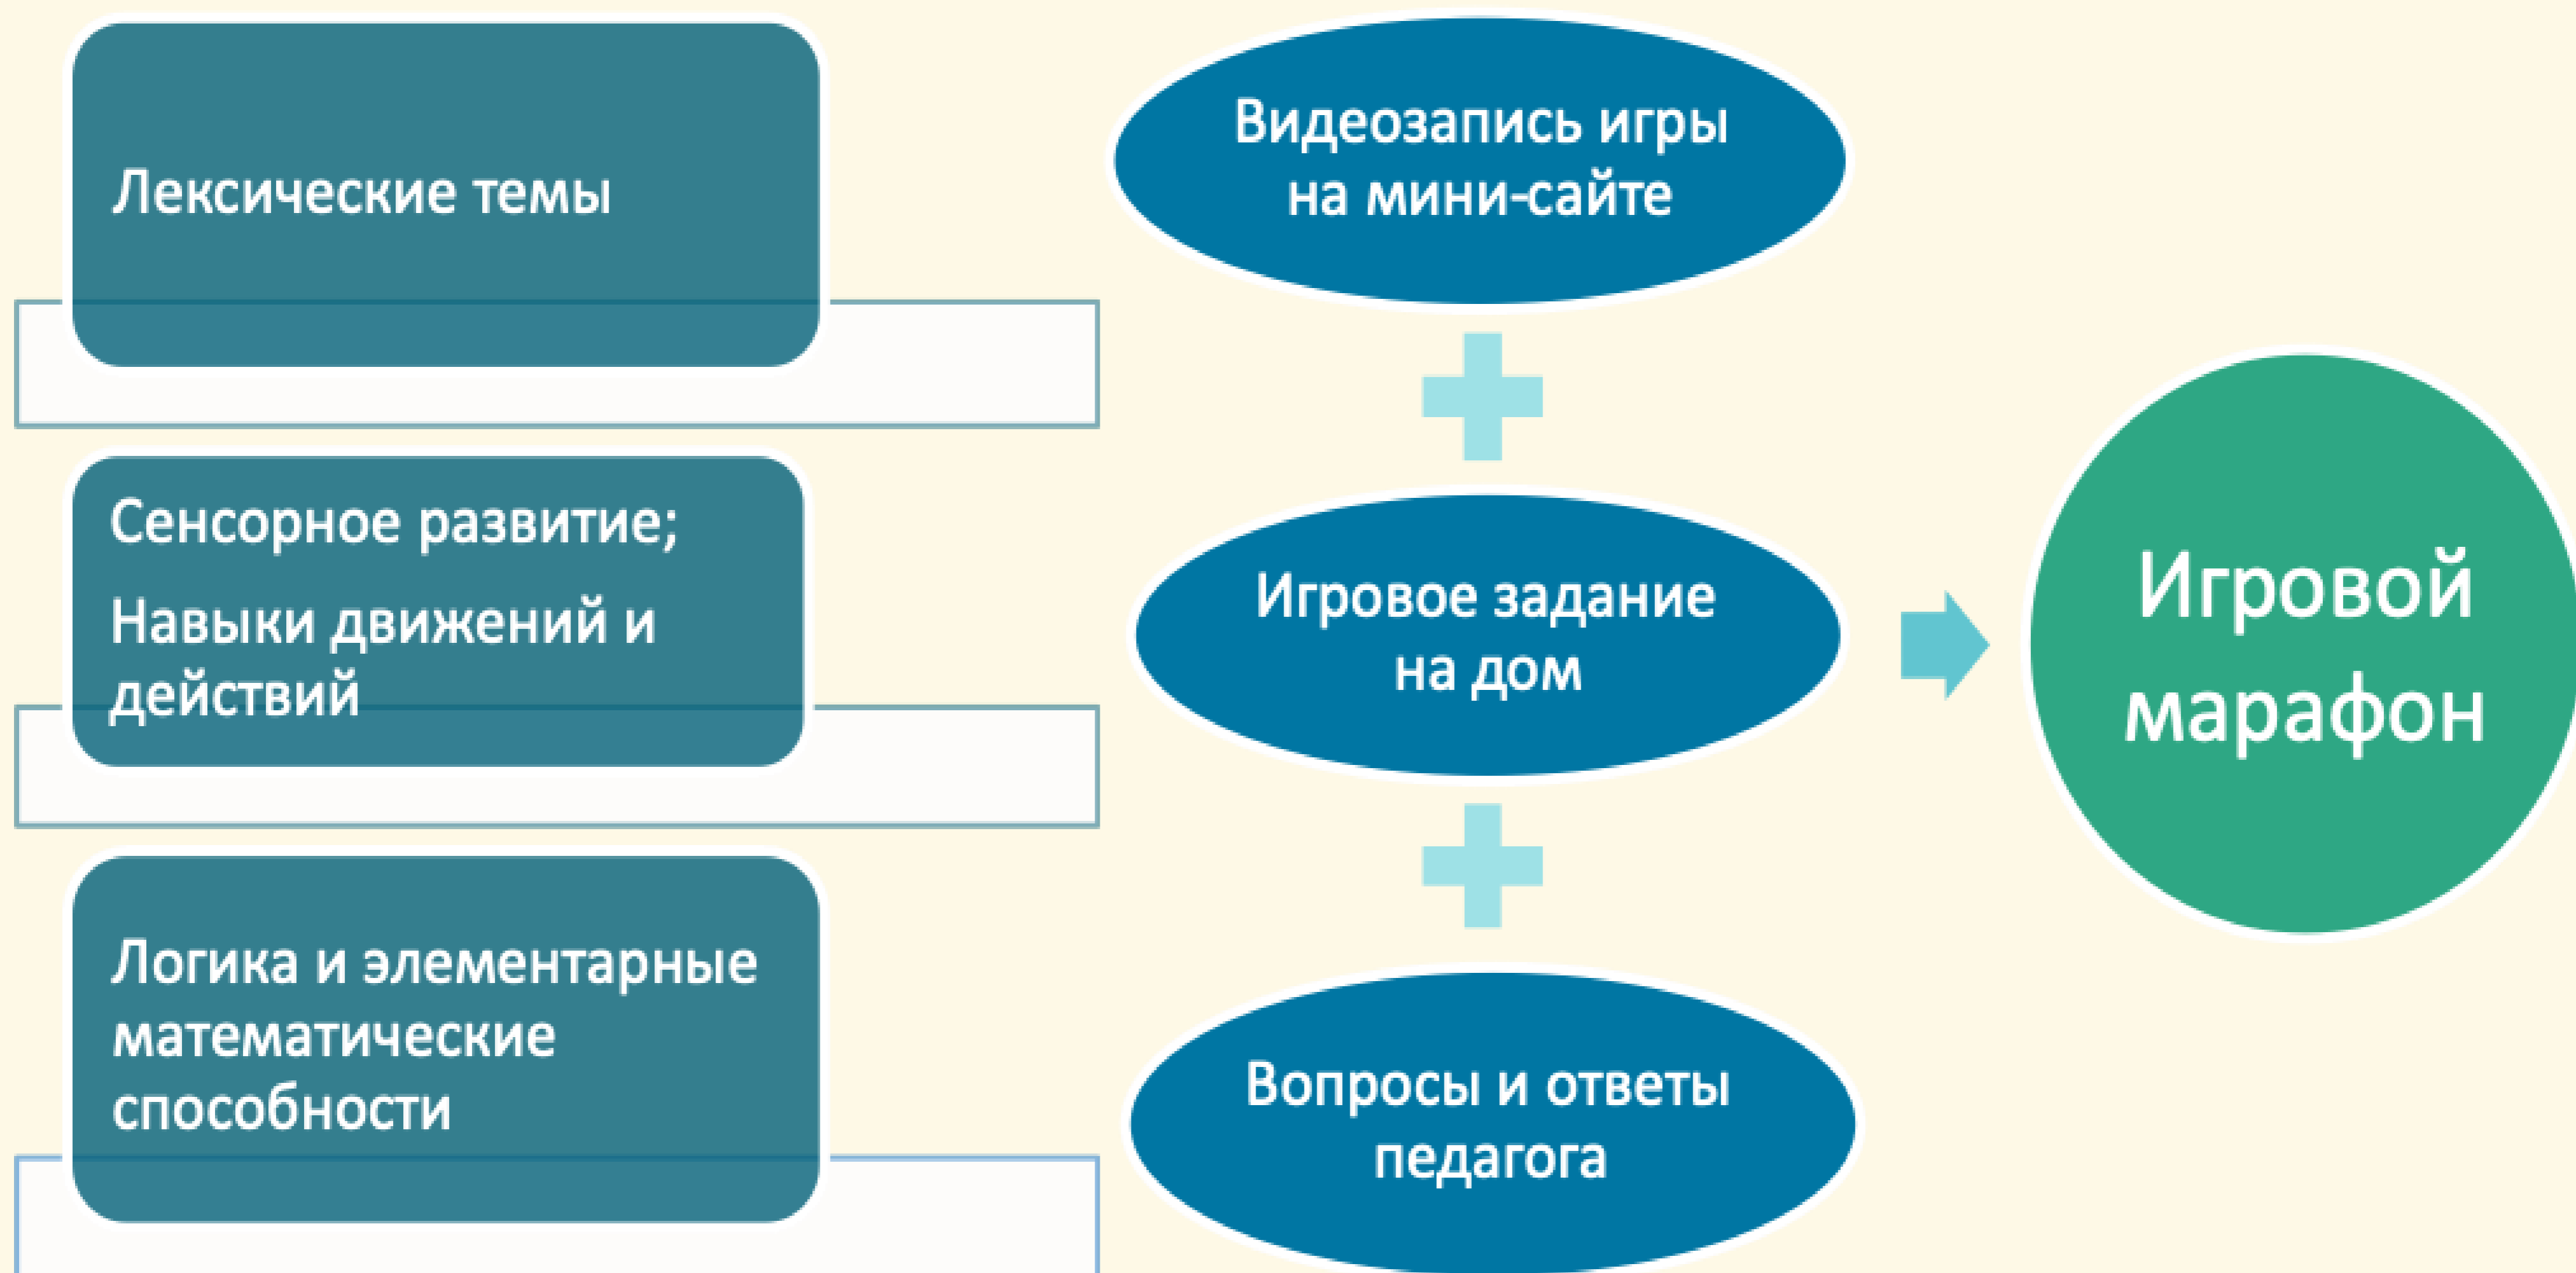 Лексические темы
Сенсорное развитие;
Навыки движений и
действий
Логика и элементарные
математические
способности
Видеозапись игры
на мини-сайте
Игровое задание
на дом
Вопросы и ответы
педагога
Игровой
марафон